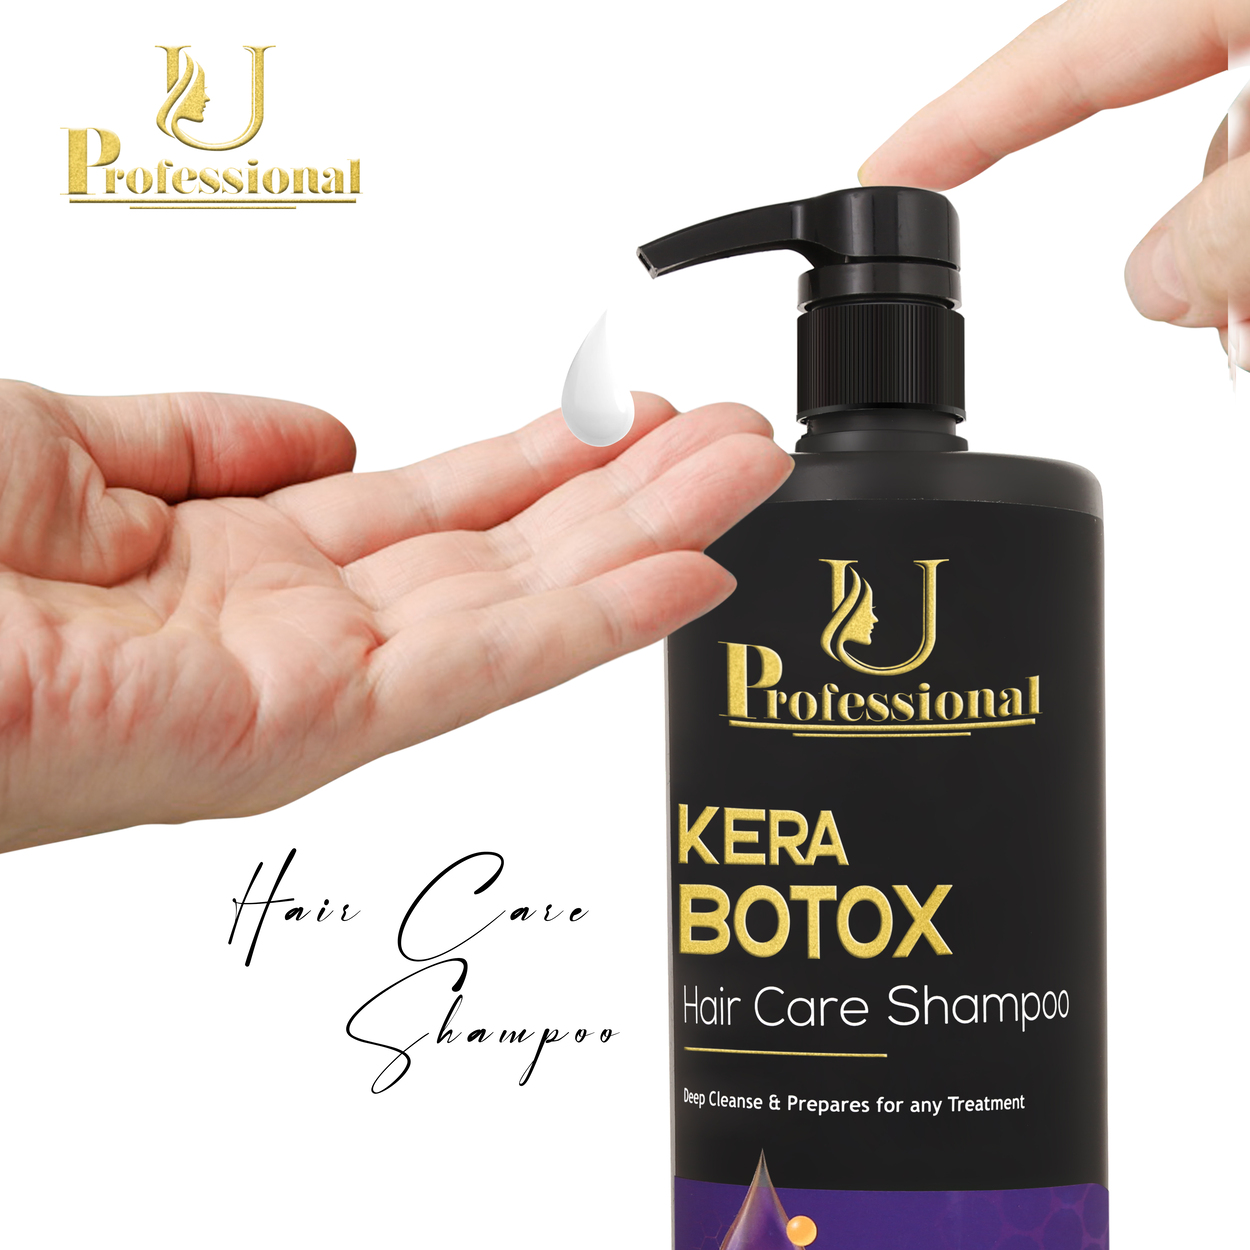 U
Professional
Hair Care
Shampoo
U
Professional
KERA
BOTOX
Hair Care Shampoo
Deep Cleanse & Prepares for any Treatment